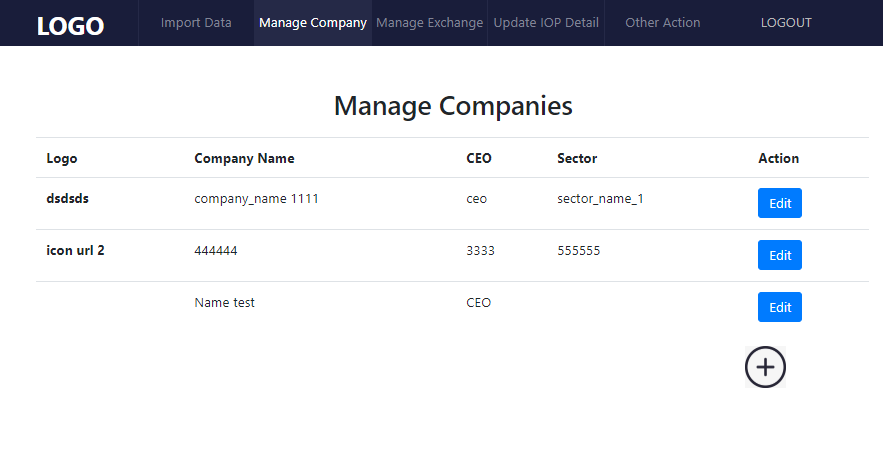 LOGO Import Data Manage Company Manage Exchange Update IOP Detail Other Action LOGOUT
Manage Companies
Logo Company Name CEO Sector Action
dsdsds company_name 1111 ceo sector_name_1 Edit
icon url 2 444444 3333 555555 Edit
Name test CEO Edit